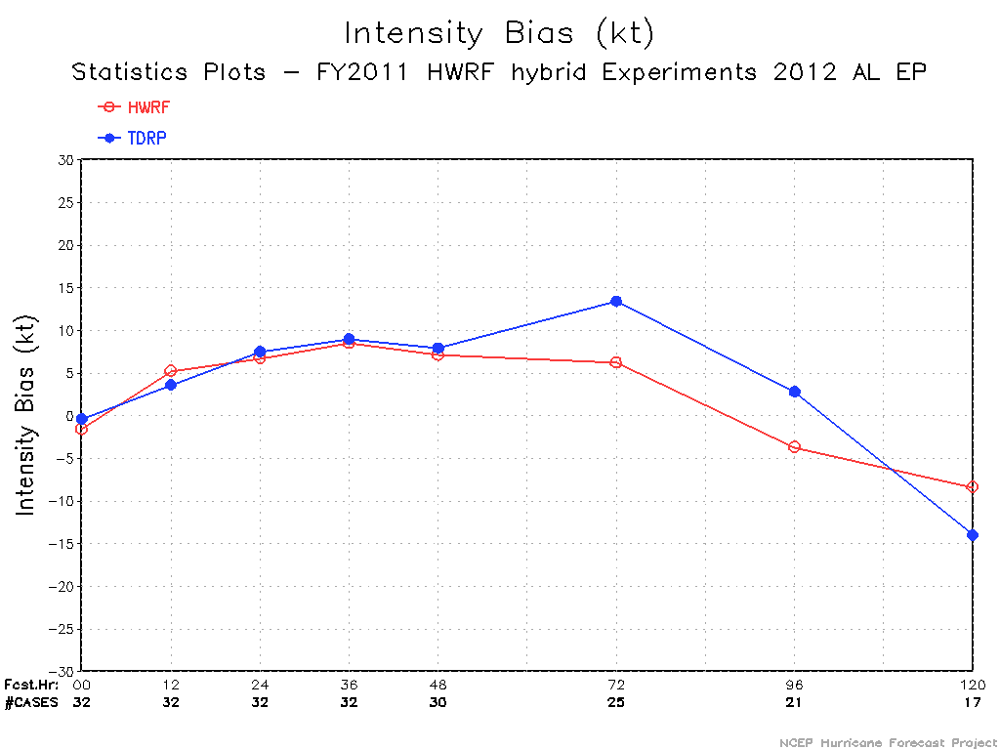 Intensity Bias (kt)
Statistics Plots - FY2011 HWRF hybrid Experiments 2012 AL EP
HWRF
TDRP
30
25
20
15
10
5
0
-5
-10
-15
-20
-25
-30
Intensity Bias (kt)
Fcst.Hr: 00 12 24 36 48 72 96 120
#CASES 32 32 32 32 30 25 21 17
NCEP Hurricane Forecast Project